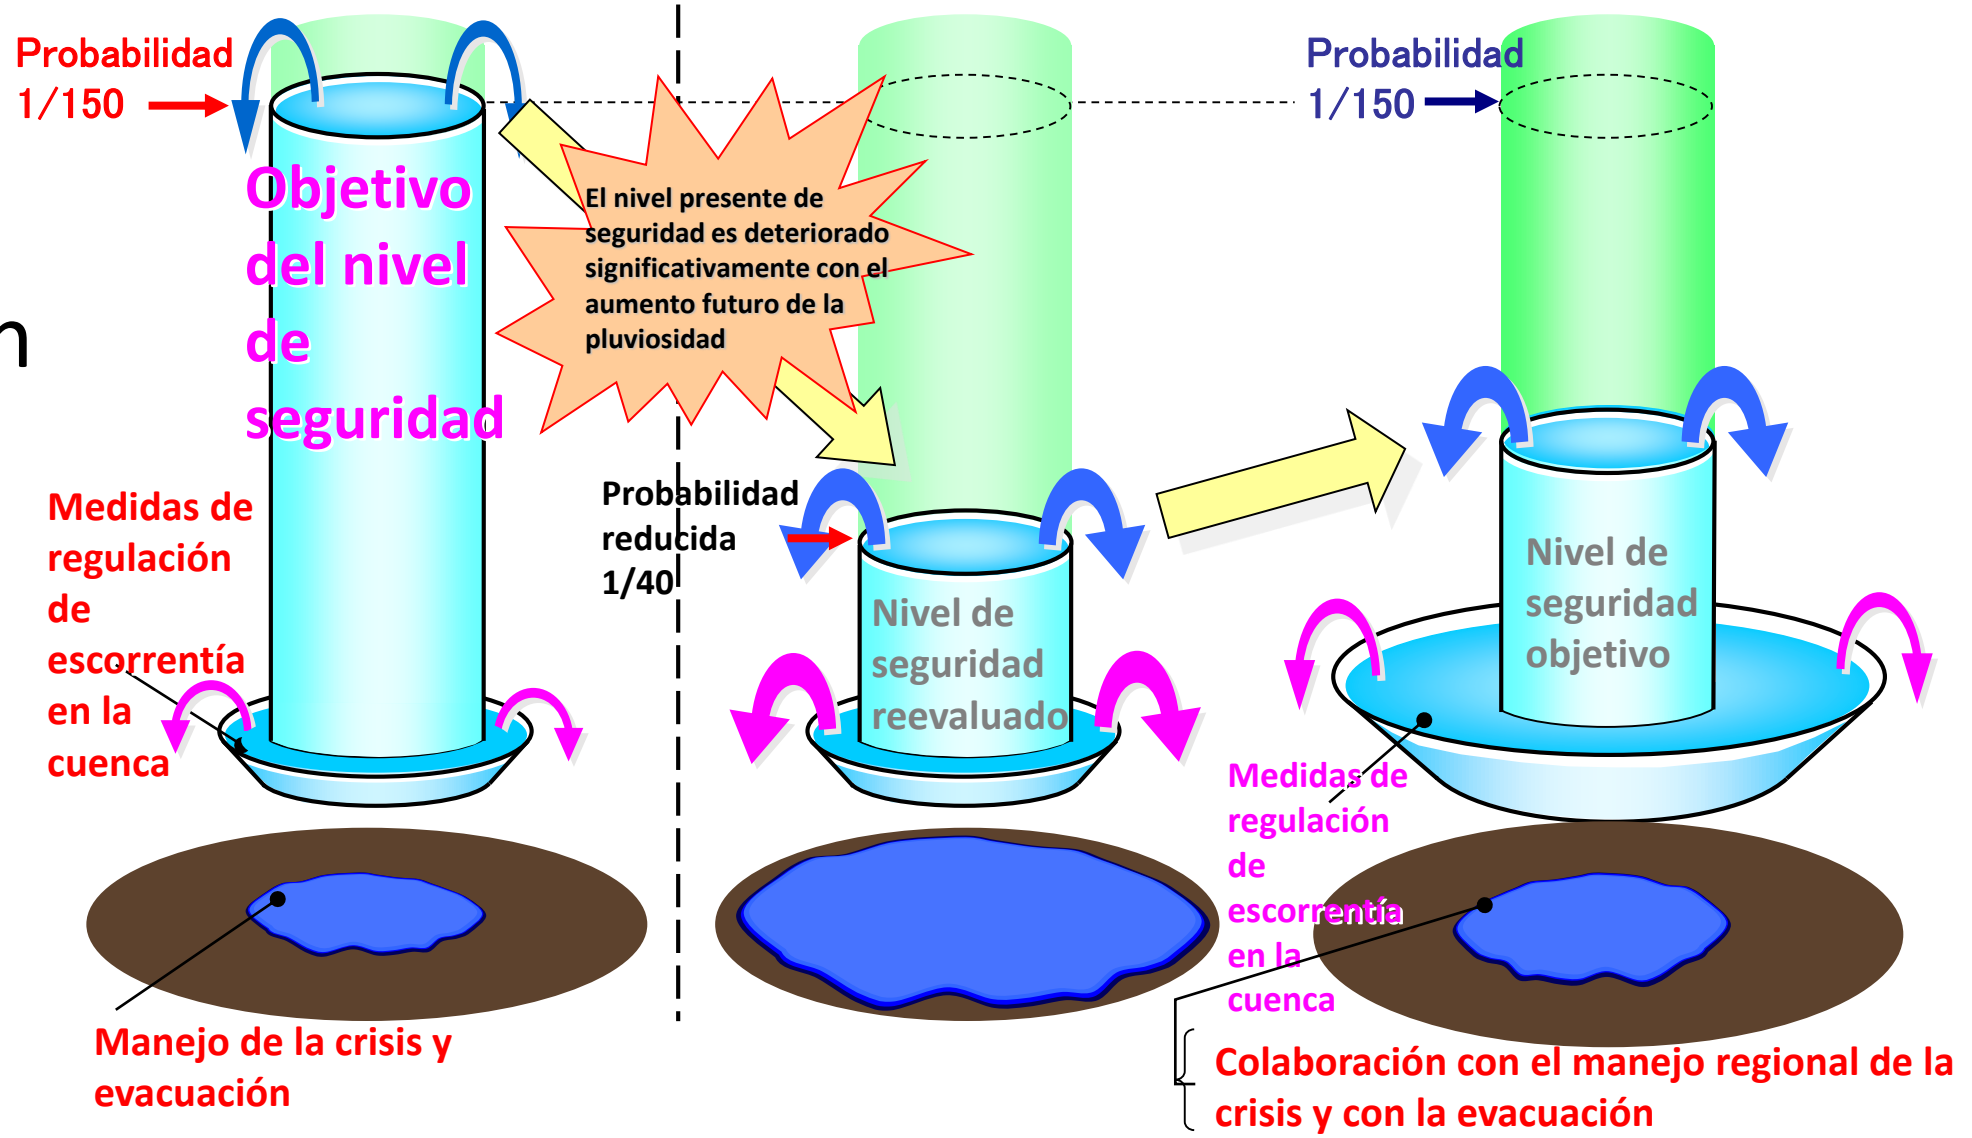 Probabilidad
1/150
Objetivo
del nivel
de
seguridad
n
Medidas de
regulación
de
escorrentía
en la
cuenca
Manejo de la crisis y
evacuación
El nivel presente de
seguridad es deteriorado
significativamente con el
aumento futuro de la
pluviosidad
Probabilidad
reducida
1/40
Nivel de
seguridad
reevaluado
Probabilidad
1/150
Nivel de
seguridad
objetivo
Medidas de
regulación
de
escorrentía
en la
cuenca
Colaboración con el manejo regional de la
crisis y con la evacuación